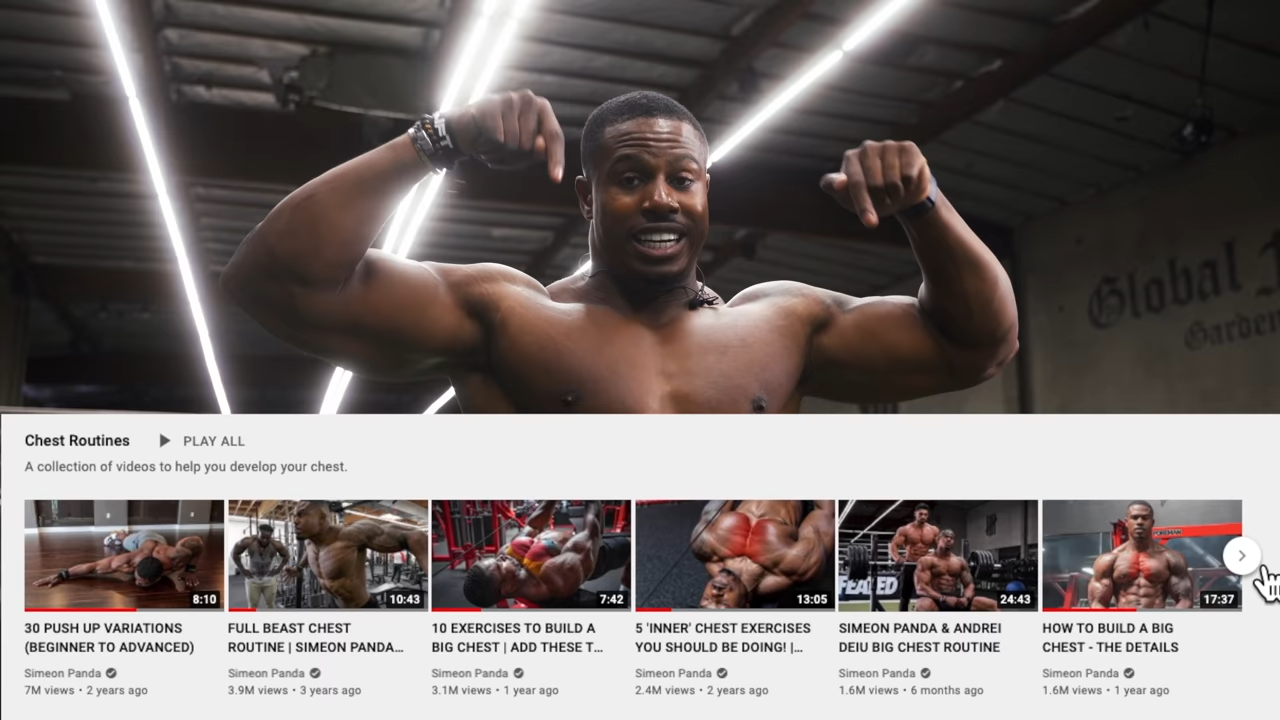 Global
Garden
Chest Routines PLAY ALL
A collection of videos to help you develop your chest.
8:10
10:43
7:42
13:05
24:43
17:37
30 PUSH UP VARIATIONS
(BEGINNER TO ADVANCED)
Simeon Panda
7M views • 2 years ago
FULL BEAST CHEST
ROUTINE | SIMEON PANDA...
Simeon Panda
3.9M views • 3 years ago
10 EXERCISES TO BUILD A
BIG CHEST | ADD THESE T...
Simeon Panda
3.1M views • 1 year ago
5 'INNER' CHEST EXERCISES
YOU SHOULD BE DOING! |...
Simeon Panda
2.4M views • 2 years ago
SIMEON PANDA & ANDREI
DEIU BIG CHEST ROUTINE
Simeon Panda
1.6M views • 6 months ago
HOW TO BUILD A BIG
CHEST - THE DETAILS
Simeon Panda
1.6M views • 1 year ago